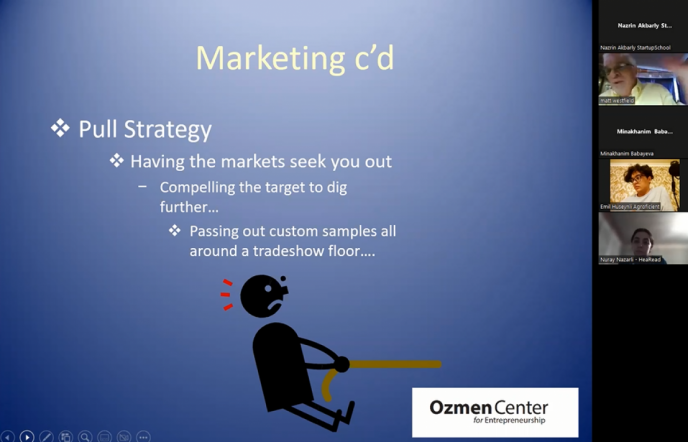 Marketing c’d
❖ Pull Strategy
❖ Having the markets seek you out
– Compelling the target to dig
further...
❖ Passing out custom samples all
around a tradeshow floor....
Ozmen Center
for Entrepreneurship
Nazrin Akbarly St...
Nazrin Akbarly StartupSchool
matt westfield
Minakhanim Baba...
Minakhanim Babayeva
Emil Huseynli Agroficient
Nuray Nazarli - HeaRead